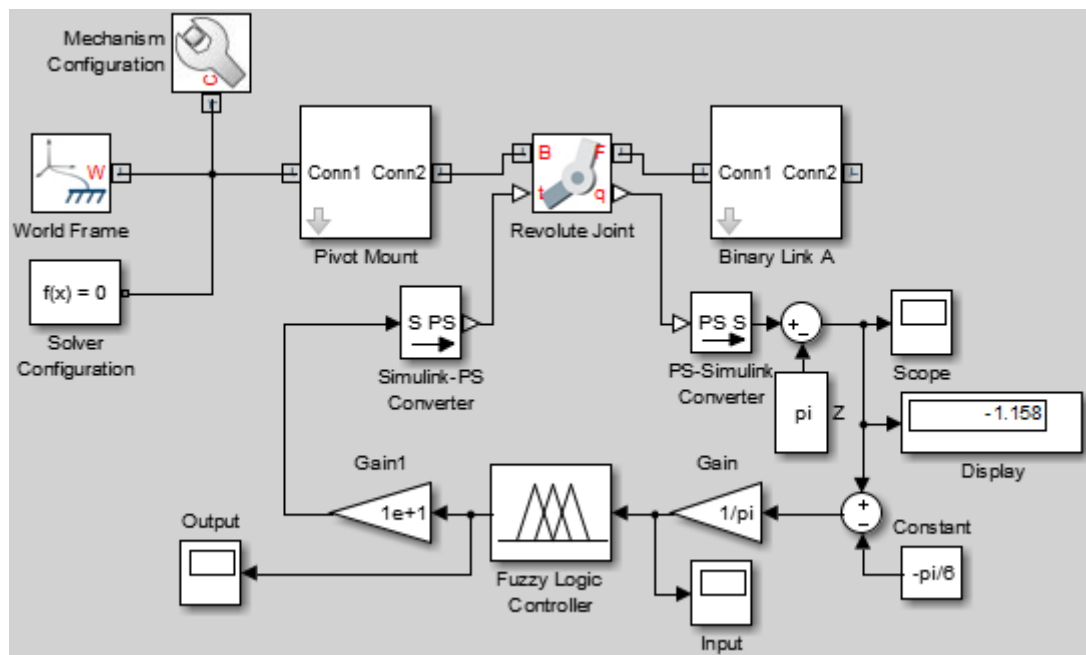 Mechanism
Configuration
C
W
World Frame
f(x) = 0
Solver
Configuration
Conn1 Conn2
Pivot Mount
B F
t q
Revolute Joint
Conn1 Conn2
Binary Link A
S PS
Simulink-PS
Converter
PS S
PS-Simulink
Converter
+
−
pi
Z
Scope
-1.158
Display
Gain1
1e+1
Output
Fuzzy Logic
Controller
Gain
1/pi
Input
+
−
Constant
-pi/6